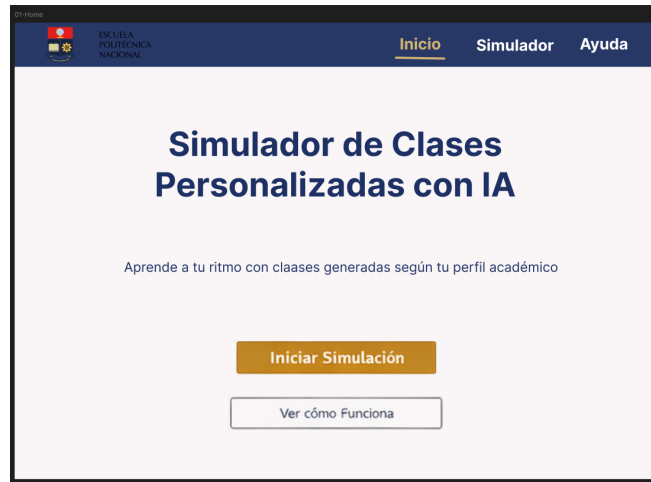 01-Home
ESCUELA
POLITÉCNICA
NACIONAL
Inicio Simulador Ayuda
Simulador de Clases
Personalizadas con IA
Aprende a tu ritmo con claases generadas según tu perfil académico
Iniciar Simulación
Ver cómo Funciona